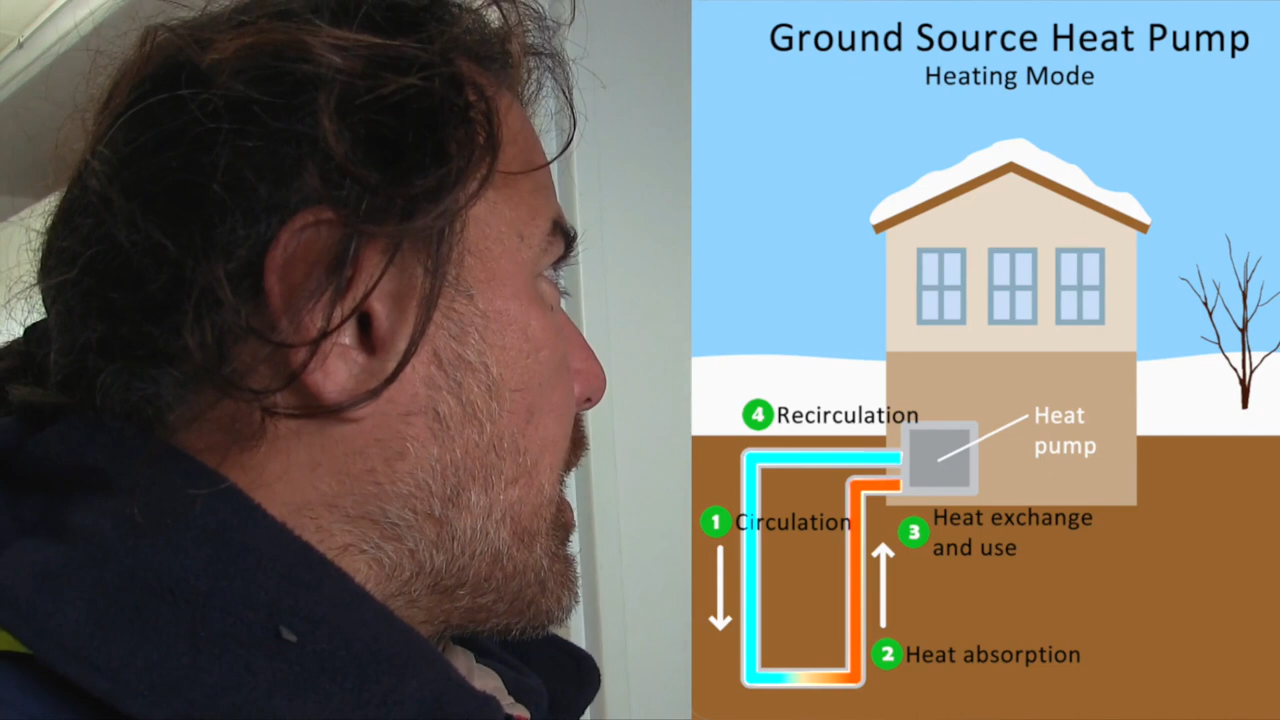 Ground Source Heat Pump
Heating Mode
4 Recirculation
Heat
pump
1 Circulation
3 Heat exchange
and use
2 Heat absorption